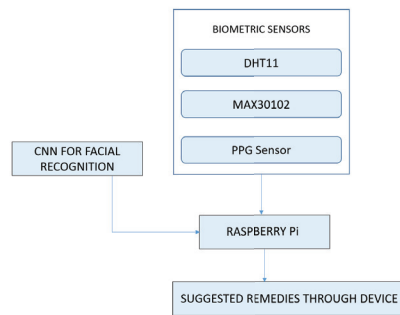 BIOMETRIC SENSORS
DHT11
MAX30102
PPG Sensor
CNN FOR FACIAL
RECOGNITION
RASPBERRY Pi
SUGGESTED REMEDIES THROUGH DEVICE